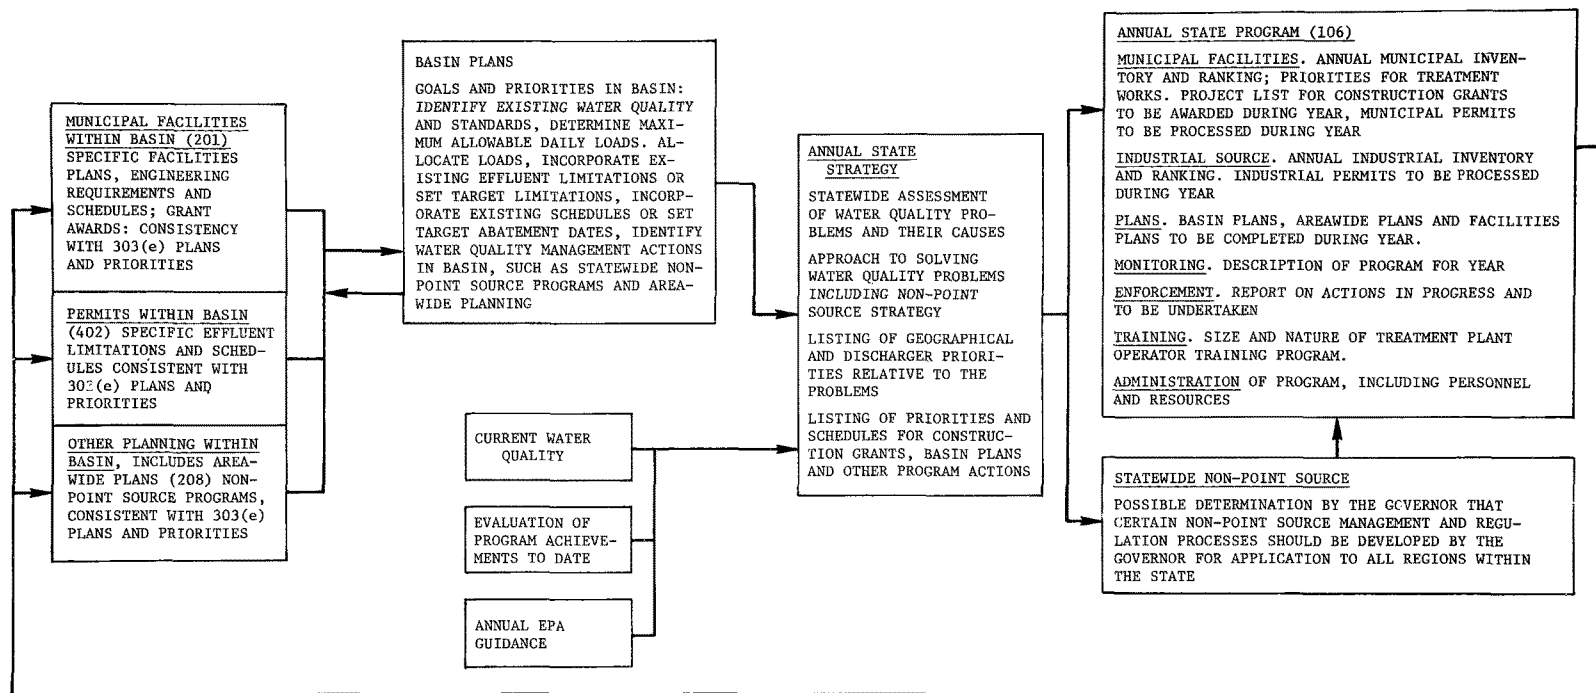 MUNICIPAL FACILITIES
WITHIN BASIN (201)
SPECIFIC FACILITIES
PLANS, ENGINEERING
REQUIREMENTS AND
SCHEDULES; GRANT
AWARDS: CONSISTENCY
WITH 303(e) PLANS
AND PRIORITIES
PERMITS WITHIN BASIN
(402) SPECIFIC EFFLUENT
LIMITATIONS AND SCHED-
ULES CONSISTENT WITH
303(e) PLANS AND
PRIORITIES
OTHER PLANNING WITHIN
BASIN, INCLUDES AREA-
WIDE PLANS (208) NON-
POINT SOURCE PROGRAMS,
CONSISTENT WITH 303(e)
PLANS AND PRIORITIES
BASIN PLANS
GOALS AND PRIORITIES IN BASIN:
IDENTIFY EXISTING WATER QUALITY
AND STANDARDS, DETERMINE MAXI-
MUM ALLOWABLE DAILY LOADS. AL-
LOCATE LOADS, INCORPORATE EX-
ISTING EFFLUENT LIMITATIONS OR
SET TARGET LIMITATIONS, INCORP-
ORATE EXISTING SCHEDULES OR SET
TARGET ABATEMENT DATES, IDENTIFY
WATER QUALITY MANAGEMENT ACTIONS
IN BASIN, SUCH AS STATEWIDE NON-
POINT SOURCE PROGRAMS AND AREA-
WIDE PLANNING
CURRENT WATER
QUALITY
EVALUATION OF
PROGRAM ACHIEVE-
MENTS TO DATE
ANNUAL EPA
GUIDANCE
ANNUAL STATE
STRATEGY
STATEWIDE ASSESSMENT
OF WATER QUALITY PRO-
BLEMS AND THEIR CAUSES
APPROACH TO SOLVING
WATER QUALITY PROBLEMS
INCLUDING NON-POINT
SOURCE STRATEGY
LISTING OF GEOGRAPHICAL
AND DISCHARGER PRIORI-
TIES RELATIVE TO THE
PROBLEMS
LISTING OF PRIORITIES AND
SCHEDULES FOR CONSTRUC-
TION GRANTS, BASIN PLANS
AND OTHER PROGRAM ACTIONS
ANNUAL STATE PROGRAM (106)
MUNICIPAL FACILITIES. ANNUAL MUNICIPAL INVEN-
TORY AND RANKING; PRIORITIES FOR TREATMENT
WORKS. PROJECT LIST FOR CONSTRUCTION GRANTS
TO BE AWARDED DURING YEAR, MUNICIPAL PERMITS
TO BE PROCESSED DURING YEAR
INDUSTRIAL SOURCE. ANNUAL INDUSTRIAL INVENTORY
AND RANKING. INDUSTRIAL PERMITS TO BE PROCESSED
DURING YEAR
PLANS. BASIN PLANS, AREAWIDE PLANS AND FACILITIES
PLANS TO BE COMPLETED DURING YEAR.
MONITORING. DESCRIPTION OF PROGRAM FOR YEAR
ENFORCEMENT. REPORT ON ACTIONS IN PROGRESS AND
TO BE UNDERTAKEN
TRAINING. SIZE AND NATURE OF TREATMENT PLANT
OPERATOR TRAINING PROGRAM.
ADMINISTRATION OF PROGRAM, INCLUDING PERSONNEL
AND RESOURCES
STATEWIDE NON-POINT SOURCE
POSSIBLE DETERMINATION BY THE GOVERNOR THAT
CERTAIN NON-POINT SOURCE MANAGEMENT AND REGU-
LATION PROCESSES SHOULD BE DEVELOPED BY THE
GOVERNOR FOR APPLICATION TO ALL REGIONS WITHIN
THE STATE